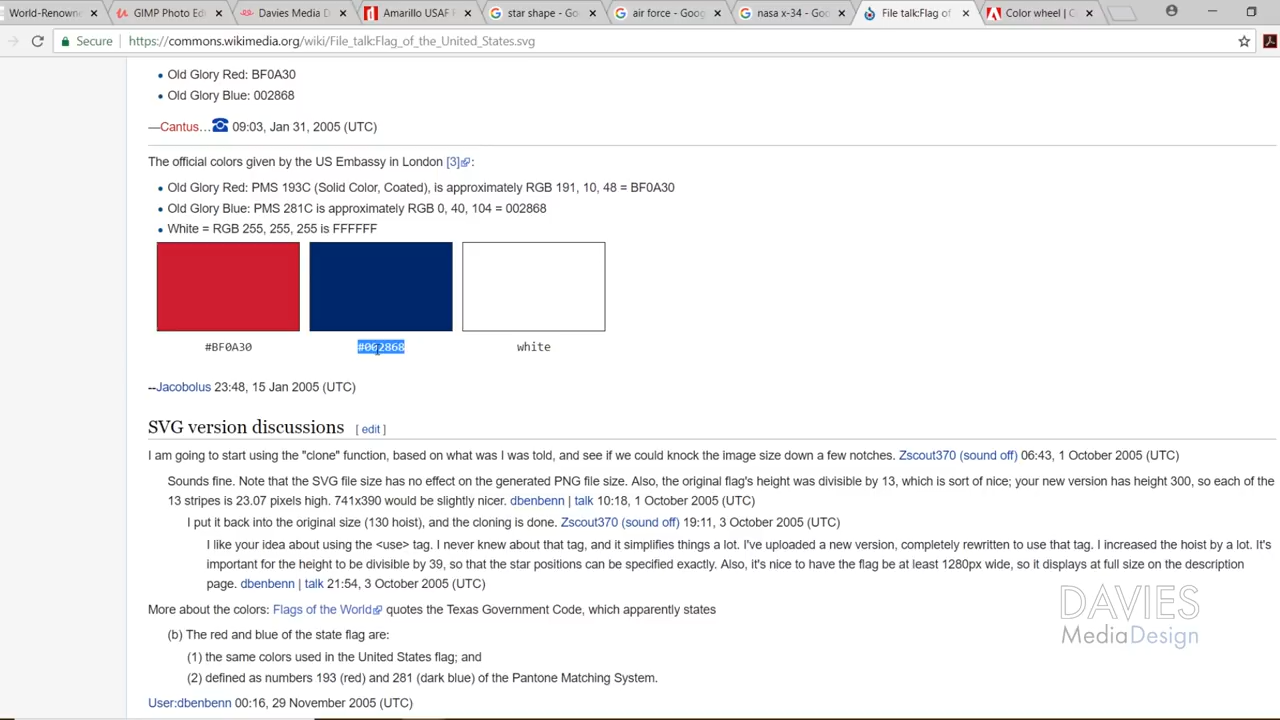 World-Renowne
GIMP Photo Edi
Davies Media D
Amarillo USAF F
star shape - Go
air force - Goog
nasa x-34 - Goo
File talk:Flag of
Color wheel | C
Secure
https://commons.wikimedia.org/wiki/File_talk:Flag_of_the_United_States.svg
Old Glory Red: BF0A30
Old Glory Blue: 002868
—Cantus… 09:03, Jan 31, 2005 (UTC)
The official colors given by the US Embassy in London [3]:
Old Glory Red: PMS 193C (Solid Color, Coated), is approximately RGB 191, 10, 48 = BF0A30
Old Glory Blue: PMS 281C is approximately RGB 0, 40, 104 = 002868
White = RGB 255, 255, 255 is FFFFFF
#BF0A30 #002868 white
--Jacobolus 23:48, 15 Jan 2005 (UTC)
SVG version discussions [ edit ]
I am going to start using the "clone" function, based on what was I was told, and see if we could knock the image size down a few notches. Zscout370 (sound off) 06:43, 1 October 2005 (UTC)
Sounds fine. Note that the SVG file size has no effect on the generated PNG file size. Also, the original flag's height was divisible by 13, which is sort of nice; your new version has height 300, so each of the
13 stripes is 23.07 pixels high. 741x390 would be slightly nicer. dbenbenn | talk 10:18, 1 October 2005 (UTC)
I put it back into the original size (130 hoist), and the cloning is done. Zscout370 (sound off) 19:11, 3 October 2005 (UTC)
I like your idea about using the <use> tag. I never knew about that tag, and it simplifies things a lot. I've uploaded a new version, completely rewritten to use that tag. I increased the hoist by a lot. It's
important for the height to be divisible by 39, so that the star positions can be specified exactly. Also, it's nice to have the flag be at least 1280px wide, so it displays at full size on the description
page. dbenbenn | talk 21:54, 3 October 2005 (UTC)
More about the colors: Flags of the World quotes the Texas Government Code, which apparently states
(b) The red and blue of the state flag are:
(1) the same colors used in the United States flag; and
(2) defined as numbers 193 (red) and 281 (dark blue) of the Pantone Matching System.
User:dbenbenn 00:16, 29 November 2005 (UTC)
DAVIES
MediaDesign